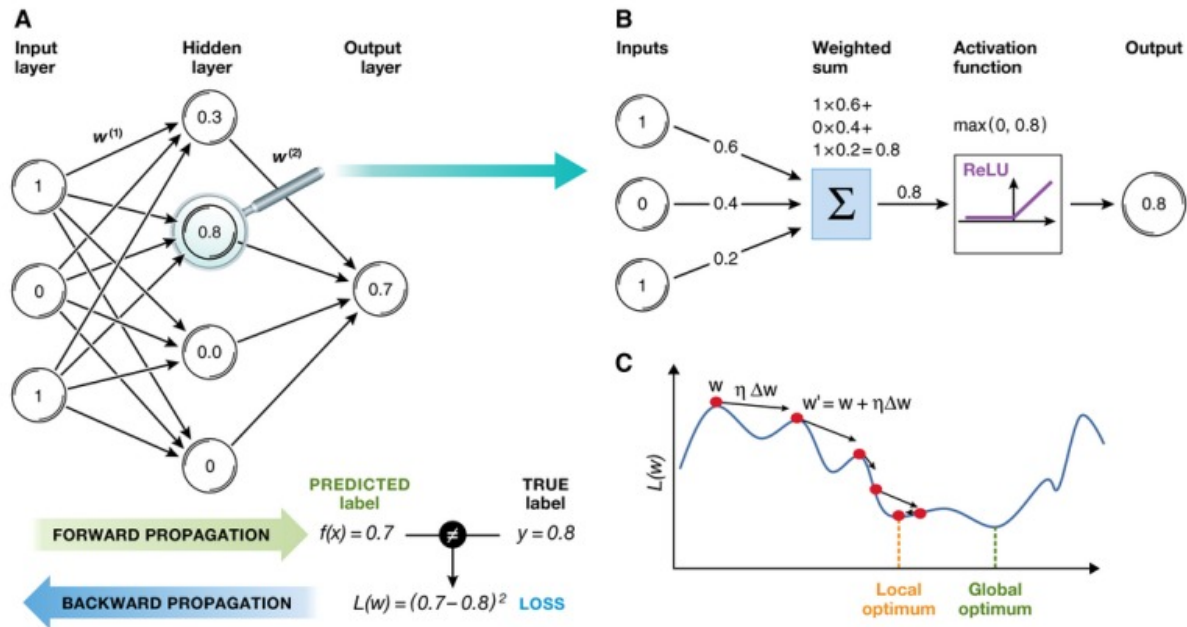 A
Input
layer
Hidden
layer
Output
layer
w(1)
w(2)
1
0
1
0.3
0.8
0.0
0
0.7
FORWARD PROPAGATION
BACKWARD PROPAGATION
PREDICTED
label
TRUE
label
f(x) = 0.7
≠
y = 0.8
L(w) = (0.7 – 0.8)2 LOSS
B
Inputs
Weighted
sum
Activation
function
Output
1
0
1
0.6
0.4
0.2
1×0.6+
0×0.4+
1×0.2=0.8
Σ
0.8
max(0, 0.8)
ReLU
0.8
C
L(w)
w
η Δw
w' = w + ηΔw
Local
optimum
Global
optimum